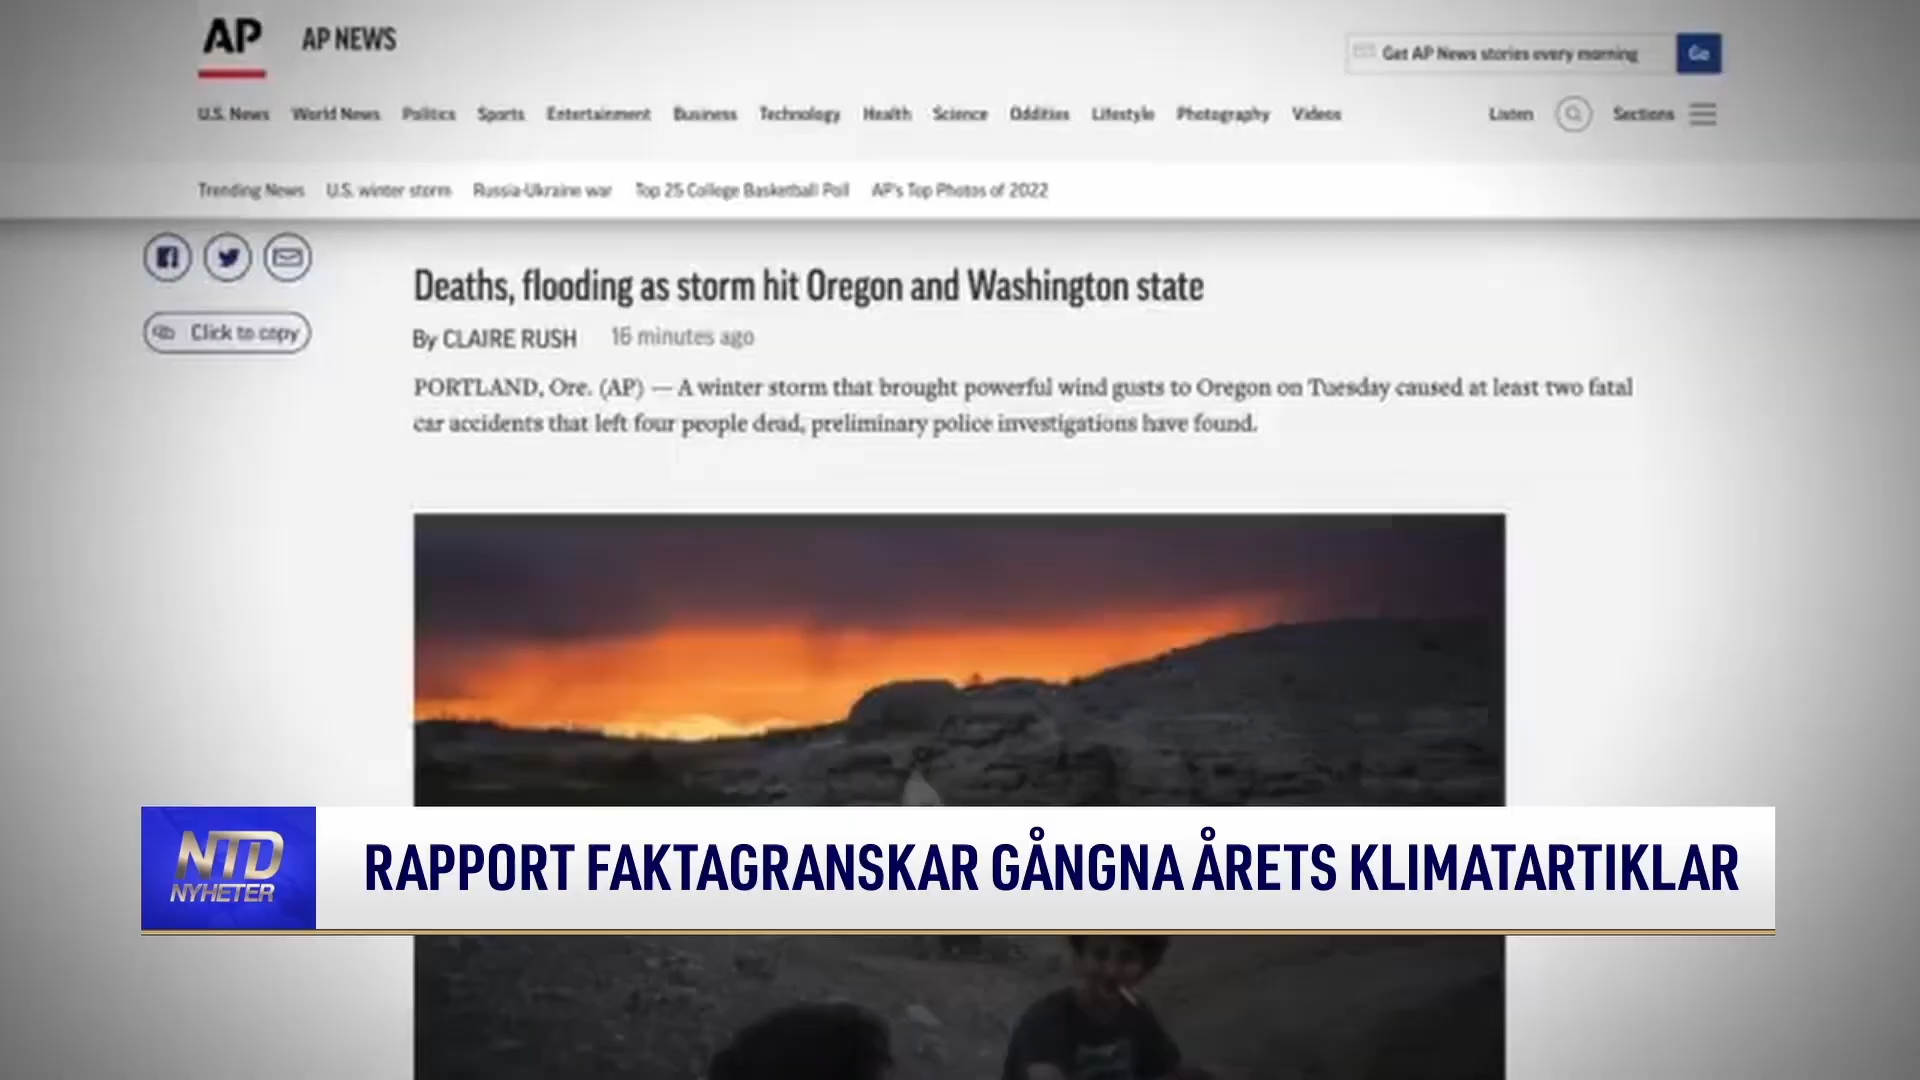 AP AP NEWS
Get AP News stories every morning Go
U.S. News World News Politics Sports Entertainment Business Technology Health Science Oddities Lifestyle Photography Videos Listen Sections
Trending News U.S. winter storm Russia-Ukraine war Top 25 College Basketball Poll AP's Top Photos of 2022
Click to copy
Deaths, flooding as storm hit Oregon and Washington state
By CLAIRE RUSH 16 minutes ago
PORTLAND, Ore. (AP) — A winter storm that brought powerful wind gusts to Oregon on Tuesday caused at least two fatal
car accidents that left four people dead, preliminary police investigations have found.
NTD
NYHETER
RAPPORT FAKTAGRANSKAR GÅNGNA ÅRETS KLIMATARTIKLAR